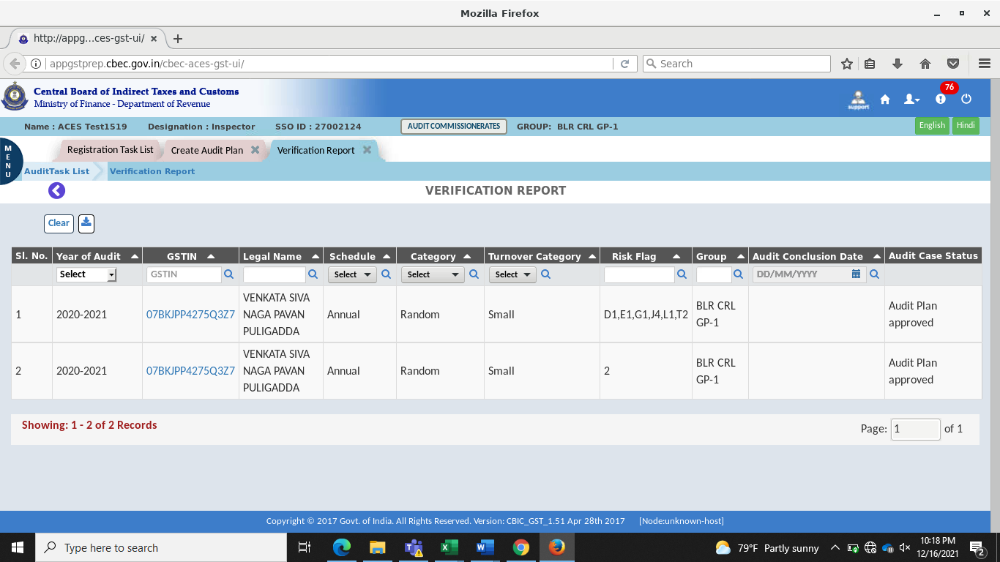 Mozilla Firefox
http://appg...ces-gst-ui/
appgstprep.cbec.gov.in/cbec-aces-gst-ui/
Search
Central Board of Indirect Taxes and Customs
Ministry of Finance - Department of Revenue
support
76
Name : ACES Test1519 Designation : Inspector SSO ID : 27002124 AUDIT COMMISSIONERATES GROUP: BLR CRL GP-1 English Hindi
MENU
Registration Task List Create Audit Plan Verification Report
AuditTask List Verification Report
VERIFICATION REPORT
Clear
Sl. No. Year of Audit GSTIN Legal Name Schedule Category Turnover Category Risk Flag Group Audit Conclusion Date Audit Case Status
Select GSTIN Select Select Select DD/MM/YYYY
1 2020-2021 07BKJPP4275Q3Z7 VENKATA SIVA NAGA PAVAN PULIGADDA Annual Random Small D1,E1,G1,J4,L1,T2 BLR CRL GP-1 Audit Plan approved
2 2020-2021 07BKJPP4275Q3Z7 VENKATA SIVA NAGA PAVAN PULIGADDA Annual Random Small 2 BLR CRL GP-1 Audit Plan approved
Showing: 1 - 2 of 2 Records
Page: 1 of 1
Copyright © 2017 Govt. of India. All Rights Reserved. Version: CBIC_GST_1.51 Apr 28th 2017 [Node:unknown-host]
Type here to search
79°F Partly sunny
10:18 PM
12/16/2021
2